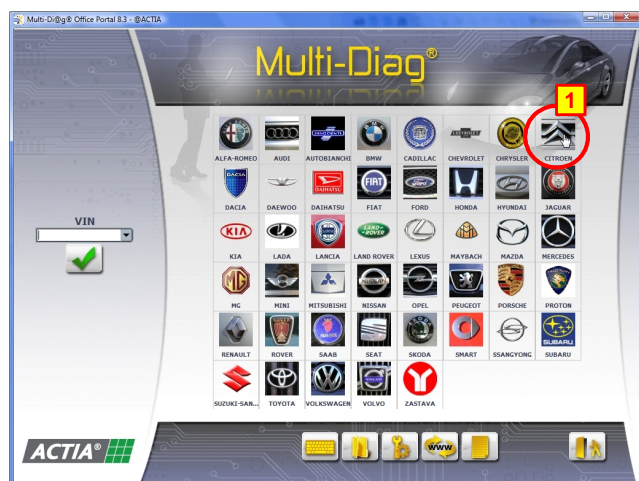 Multi-Di@g® Office Portal 8.3 - @ACTIA
Multi-Diag®
1
ALFA-ROMEO AUDI AUTOBIANCHI BMW CADILLAC CHEVROLET CHRYSLER CITROEN
DACIA DAEWOO DAIHATSU FIAT FORD HONDA HYUNDAI JAGUAR
VIN
KIA LADA LANCIA LAND ROVER LEXUS MAYBACH MAZDA MERCEDES
MG MINI MITSUBISHI NISSAN OPEL PEUGEOT PORSCHE PROTON
RENAULT ROVER SAAB SEAT SKODA SMART SSANGYONG SUBARU
SUZUKI-SAN... TOYOTA VOLKSWAGEN VOLVO ZASTAVA
ACTIA®
www